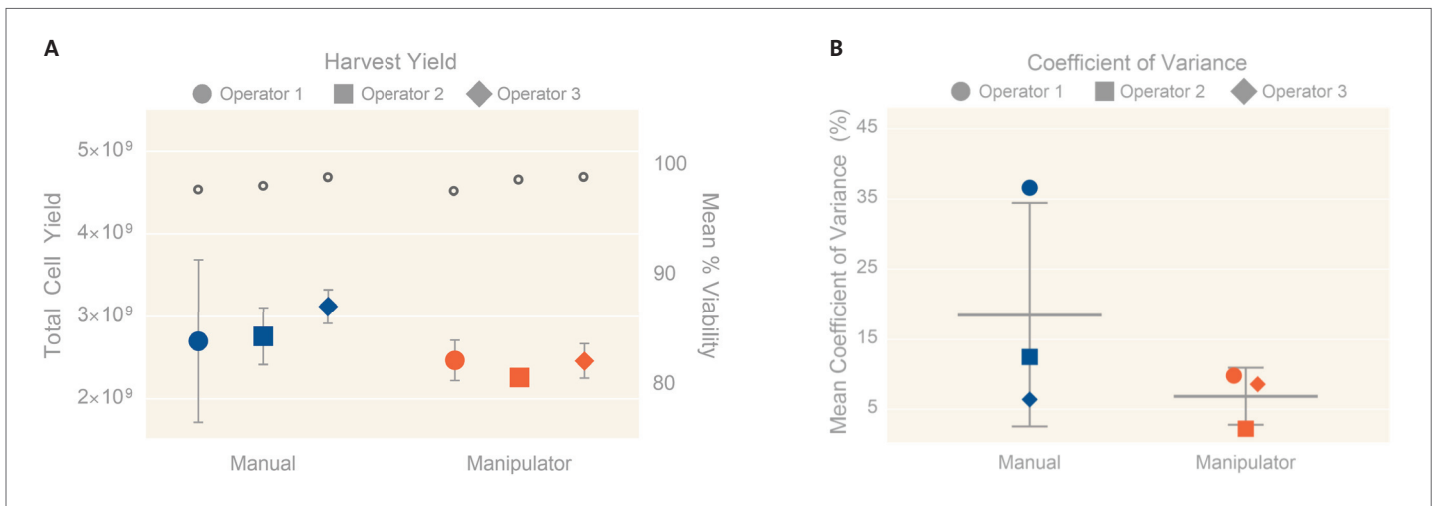 A
Harvest Yield
Operator 1 Operator 2 Operator 3
5×10⁹
4×10⁹
3×10⁹
2×10⁹
Total Cell Yield
100
90
80
Mean % Viability
Manual Manipulator
B
Coefficient of Variance
Operator 1 Operator 2 Operator 3
45
35
25
15
5
Mean Coefficient of Variance (%)
Manual Manipulator